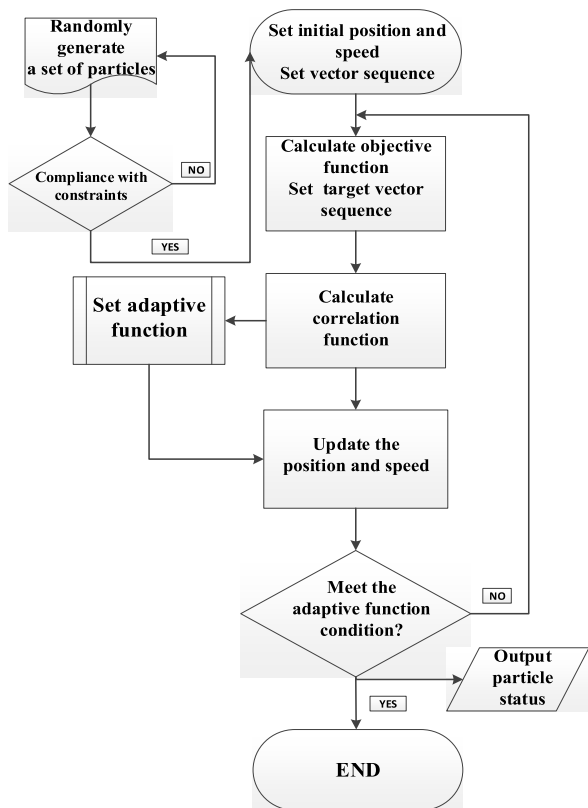 Randomly
generate
a set of particles
Compliance with
constraints
NO
YES
Set initial position and
speed
Set vector sequence
Calculate objective
function
Set target vector
sequence
Calculate
correlation
function
Set adaptive
function
Update the
position and speed
Meet the
adaptive function
condition?
NO
Output
particle
status
YES
END